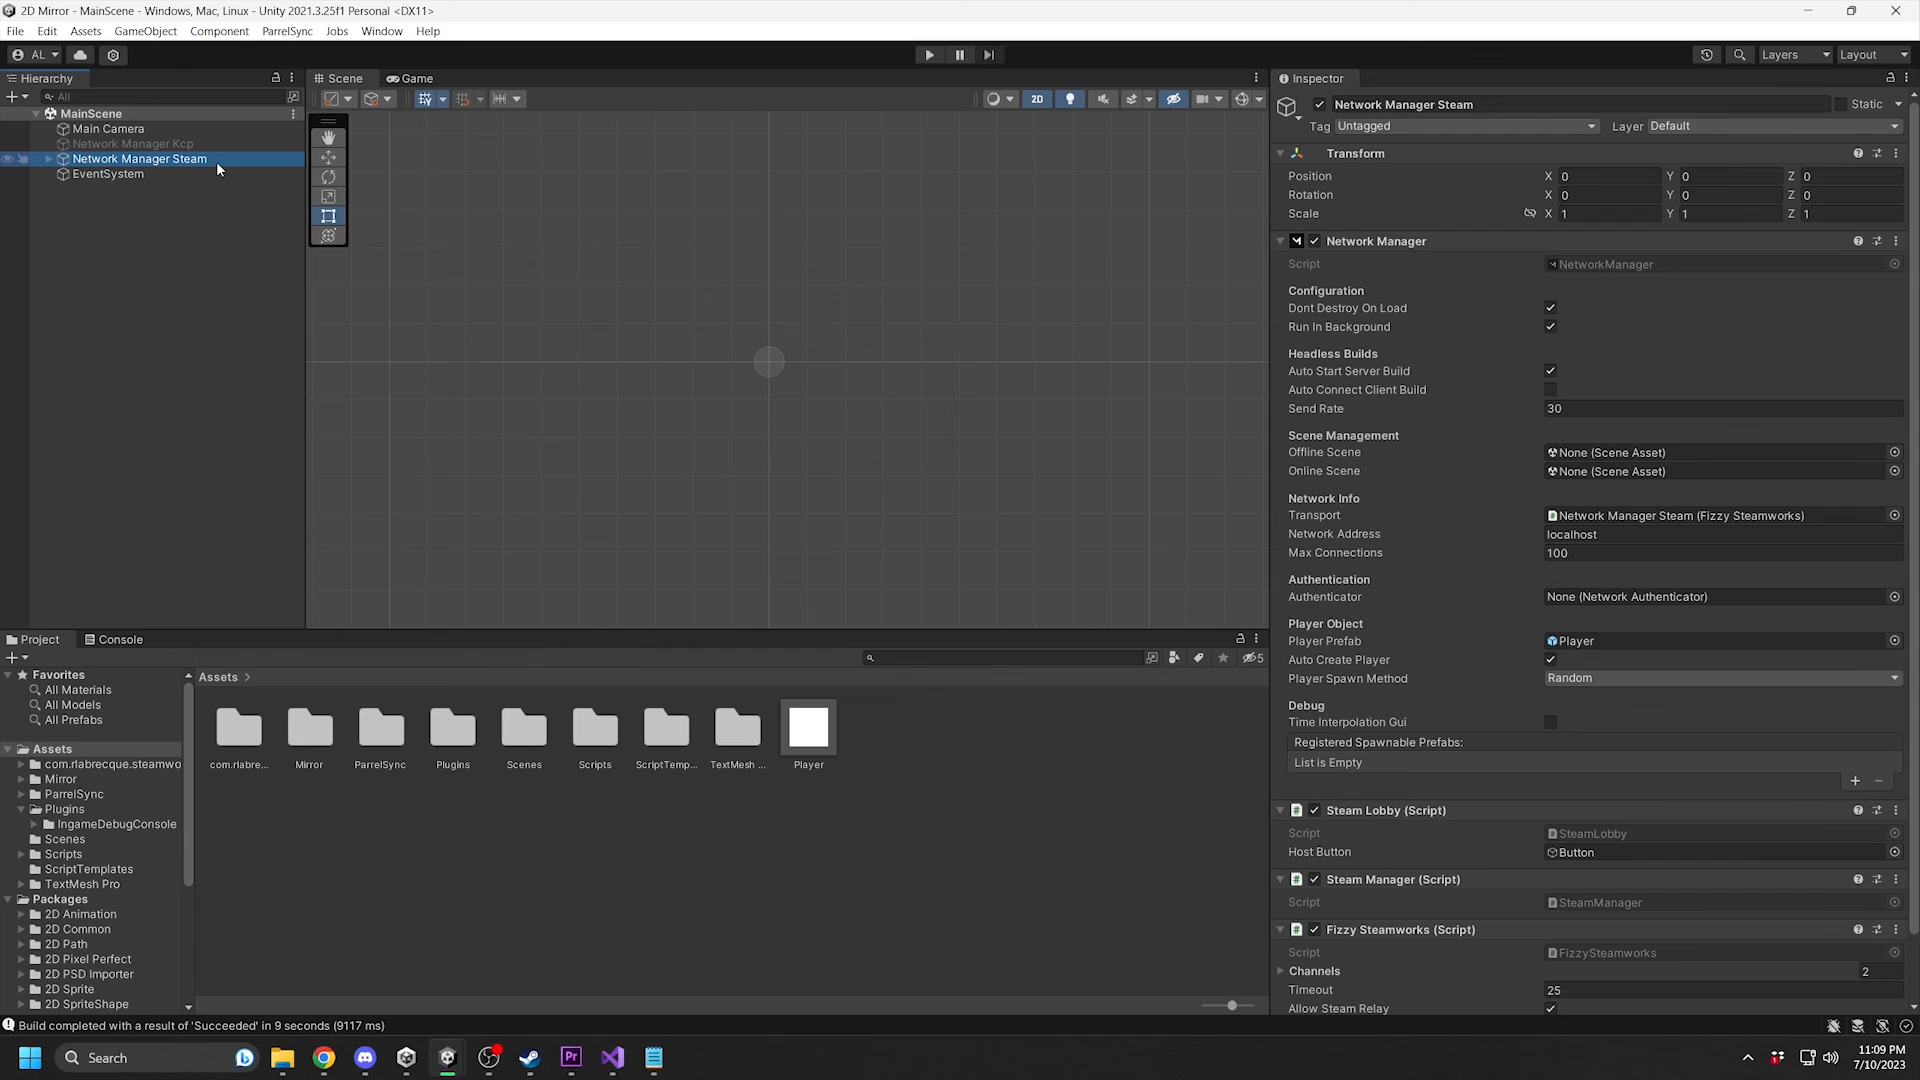 2D Mirror - MainScene - Windows, Mac, Linux - Unity 2021.3.25f1 Personal <DX11>
File Edit Assets GameObject Component ParrelSync Jobs Window Help
AL Layers Layout
Hierarchy
All
MainScene
Main Camera
Network Manager Kcp
Network Manager Steam
EventSystem
Scene Game
2D
Inspector
Network Manager Steam Static
Tag Untagged Layer Default
Transform
Position X 0 Y 0 Z 0
Rotation X 0 Y 0 Z 0
Scale X 1 Y 1 Z 1
Network Manager
Script NetworkManager
Configuration
Dont Destroy On Load
Run In Background
Headless Builds
Auto Start Server Build
Auto Connect Client Build
Send Rate 30
Scene Management
Offline Scene None (Scene Asset)
Online Scene None (Scene Asset)
Network Info
Transport Network Manager Steam (Fizzy Steamworks)
Network Address localhost
Max Connections 100
Authentication
Authenticator None (Network Authenticator)
Player Object
Player Prefab Player
Auto Create Player
Player Spawn Method Random
Debug
Time Interpolation Gui
Registered Spawnable Prefabs:
List is Empty
Steam Lobby (Script)
Script SteamLobby
Host Button Button
Steam Manager (Script)
Script SteamManager
Fizzy Steamworks (Script)
Script FizzySteamworks
Channels 2
Timeout 25
Allow Steam Relay
Project Console
5
Favorites
All Materials
All Models
All Prefabs
Assets
com.rlabrecque.steamwo
Mirror
ParrelSync
Plugins
IngameDebugConsole
Scenes
Scripts
ScriptTemplates
TextMesh Pro
Packages
2D Animation
2D Common
2D Path
2D Pixel Perfect
2D PSD Importer
2D Sprite
2D SpriteShape
Assets
com.rlabre... Mirror ParrelSync Plugins Scenes Scripts ScriptTemp... TextMesh ... Player
Build completed with a result of 'Succeeded' in 9 seconds (9117 ms)
Search
Pr
11:09 PM
7/10/2023